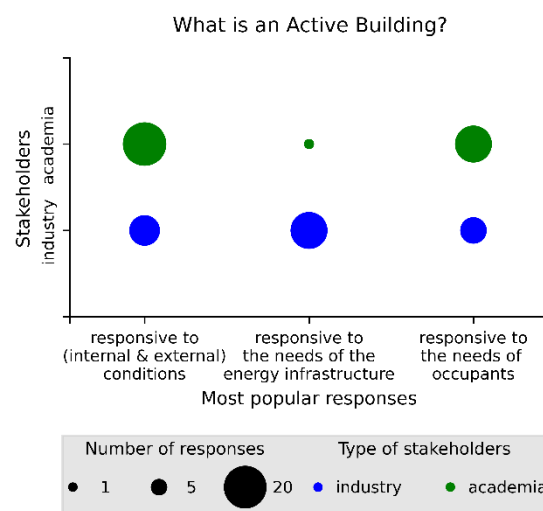 What is an Active Building?
Stakeholders
industry academia
responsive to
(internal & external)
conditions
responsive to
the needs of the
energy infrastructure
responsive to
the needs of
occupants
Most popular responses
Number of responses
1 5 20
Type of stakeholders
industry academia